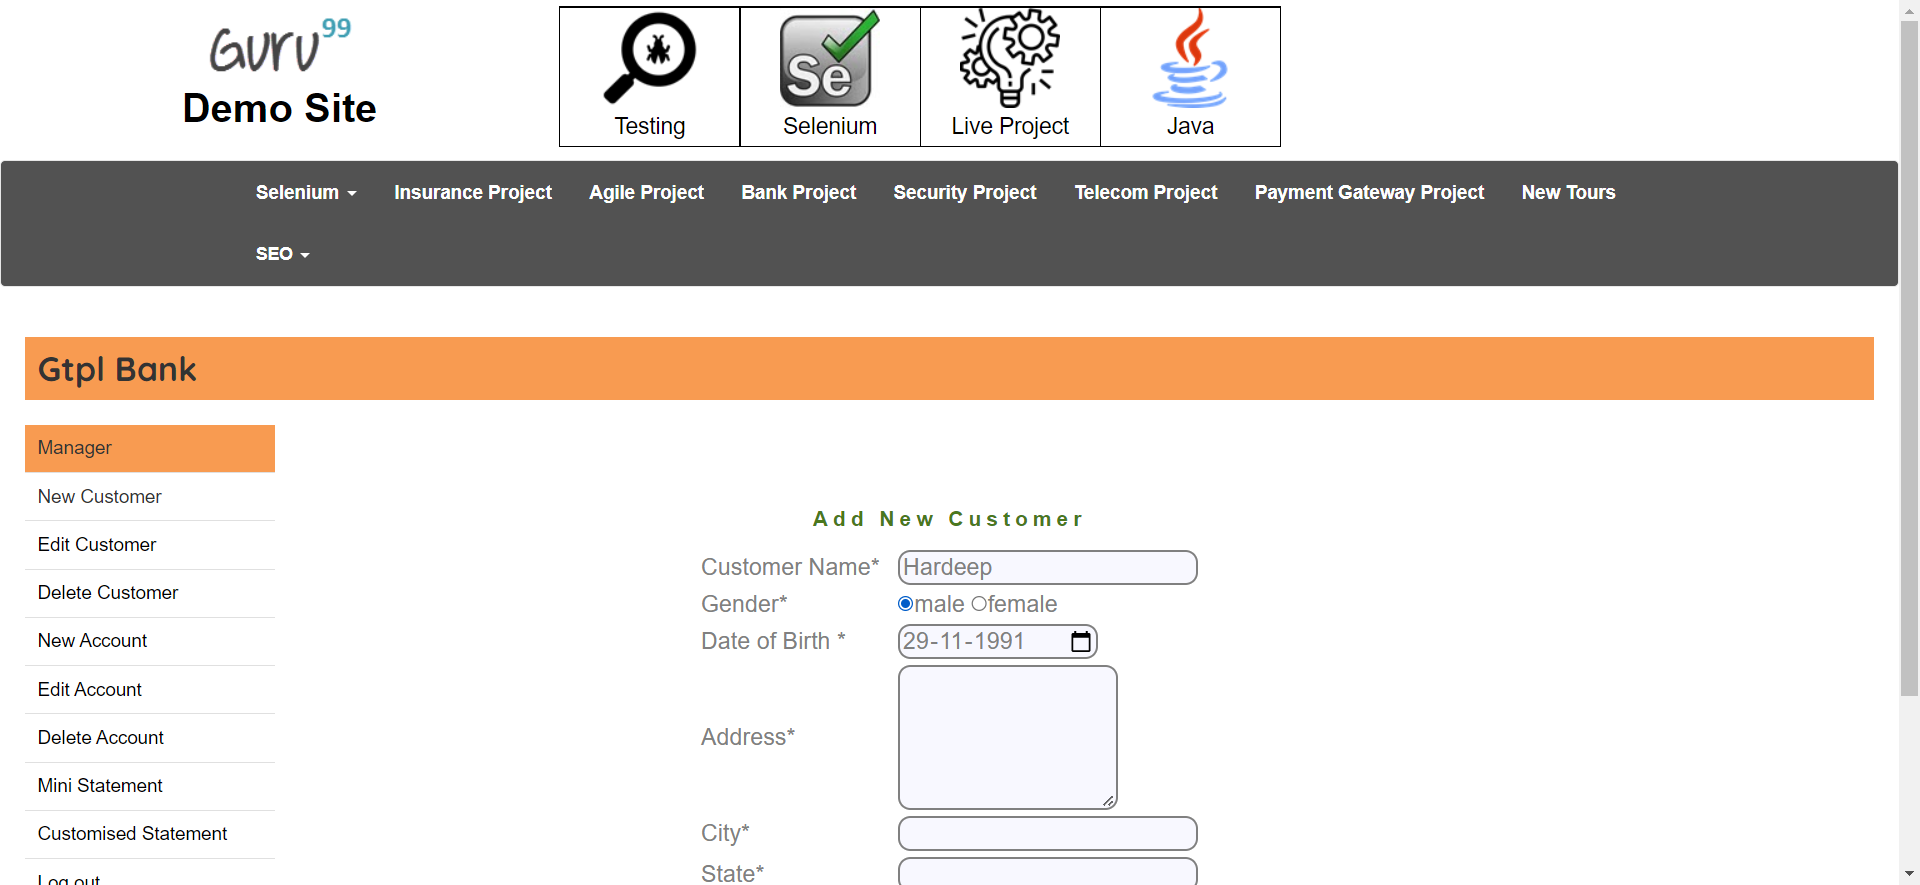 Guru99
Demo Site
Se
Testing
Selenium
Live Project
Java
Selenium
Insurance Project
Agile Project
Bank Project
Security Project
Telecom Project
Payment Gateway Project
New Tours
SEO
Gtpl Bank
Manager
New Customer
Edit Customer
Delete Customer
New Account
Edit Account
Delete Account
Mini Statement
Customised Statement
Log out
Add New Customer
Customer Name* Hardeep
Gender* male female
Date of Birth * 29-11-1991
Address*
City*
State*